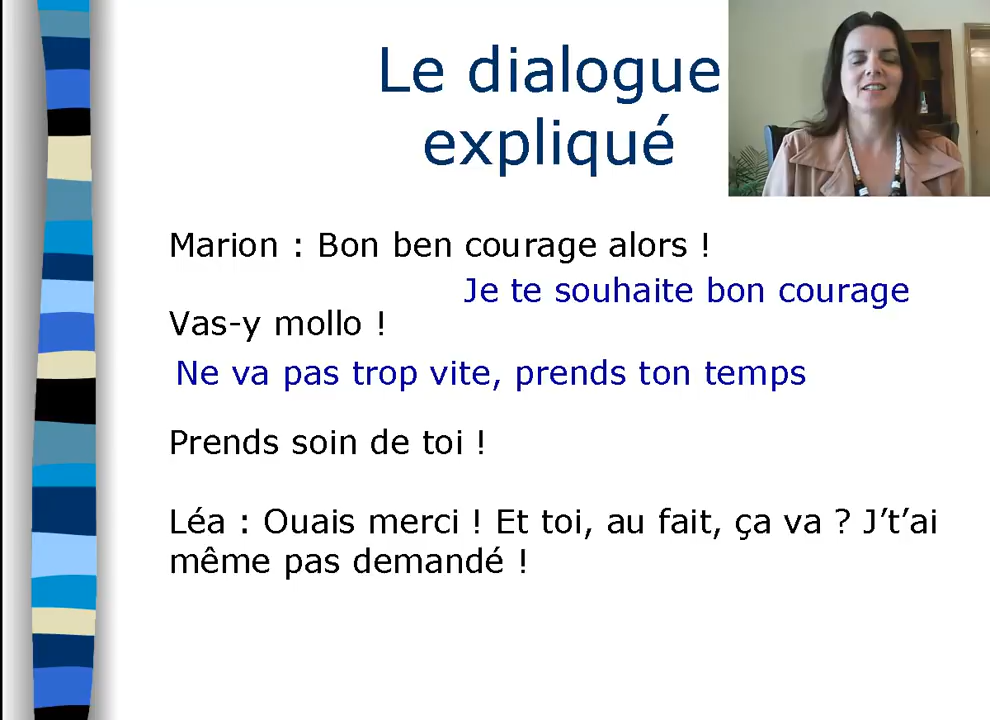 Le dialogue
expliqué
Marion : Bon ben courage alors !
Je te souhaite bon courage
Vas-y mollo !
Ne va pas trop vite, prends ton temps
Prends soin de toi !
Léa : Ouais merci ! Et toi, au fait, ça va ? J’t’ai
même pas demandé !